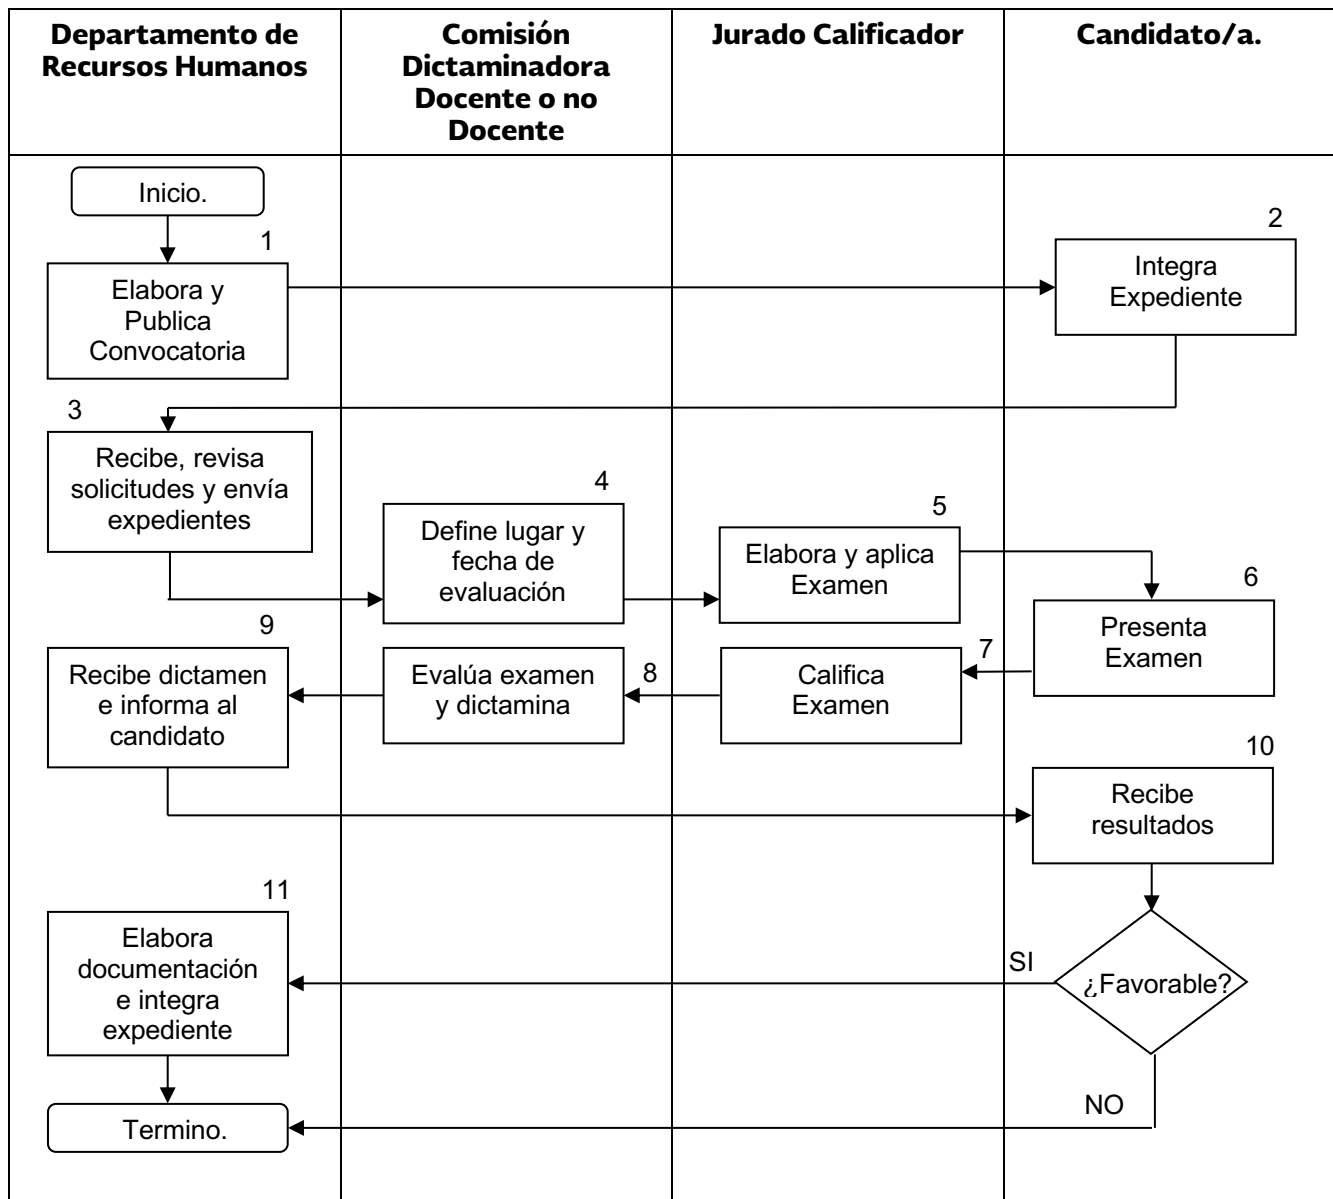 Departamento de
Recursos Humanos
Comisión
Dictaminadora
Docente o no
Docente
Jurado Calificador
Candidato/a.
Inicio.
1
Elabora y
Publica
Convocatoria
2
Integra
Expediente
3
Recibe, revisa
solicitudes y envía
expedientes
4
Define lugar y
fecha de
evaluación
5
Elabora y aplica
Examen
6
Presenta
Examen
7
Califica
Examen
8
Evalúa examen
y dictamina
9
Recibe dictamen
e informa al
candidato
10
Recibe
resultados
¿Favorable?
SI
11
Elabora
documentación
e integra
expediente
NO
Termino.